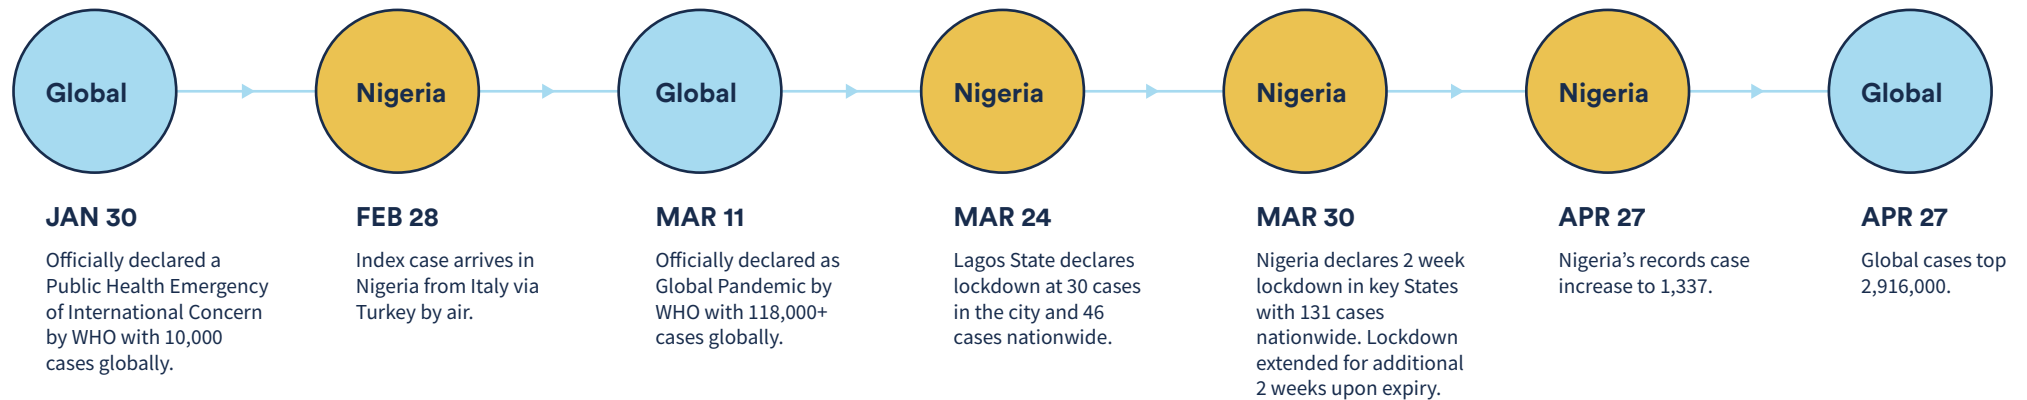 Global
Nigeria
Global
Nigeria
Nigeria
Nigeria
Global
JAN 30
Officially declared a
Public Health Emergency
of International Concern
by WHO with 10,000
cases globally.
FEB 28
Index case arrives in
Nigeria from Italy via
Turkey by air.
MAR 11
Officially declared as
Global Pandemic by
WHO with 118,000+
cases globally.
MAR 24
Lagos State declares
lockdown at 30 cases
in the city and 46
cases nationwide.
MAR 30
Nigeria declares 2 week
lockdown in key States
with 131 cases
nationwide. Lockdown
extended for additional
2 weeks upon expiry.
APR 27
Nigeria’s records case
increase to 1,337.
APR 27
Global cases top
2,916,000.